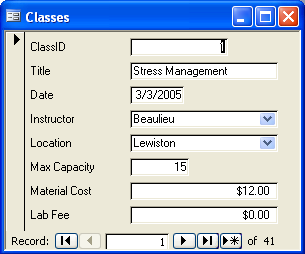 Classes
ClassID 1
Title Stress Management
Date 3/3/2005
Instructor Beaulieu
Location Lewiston
Max Capacity 15
Material Cost $12.00
Lab Fee $0.00
Record: 1 of 41